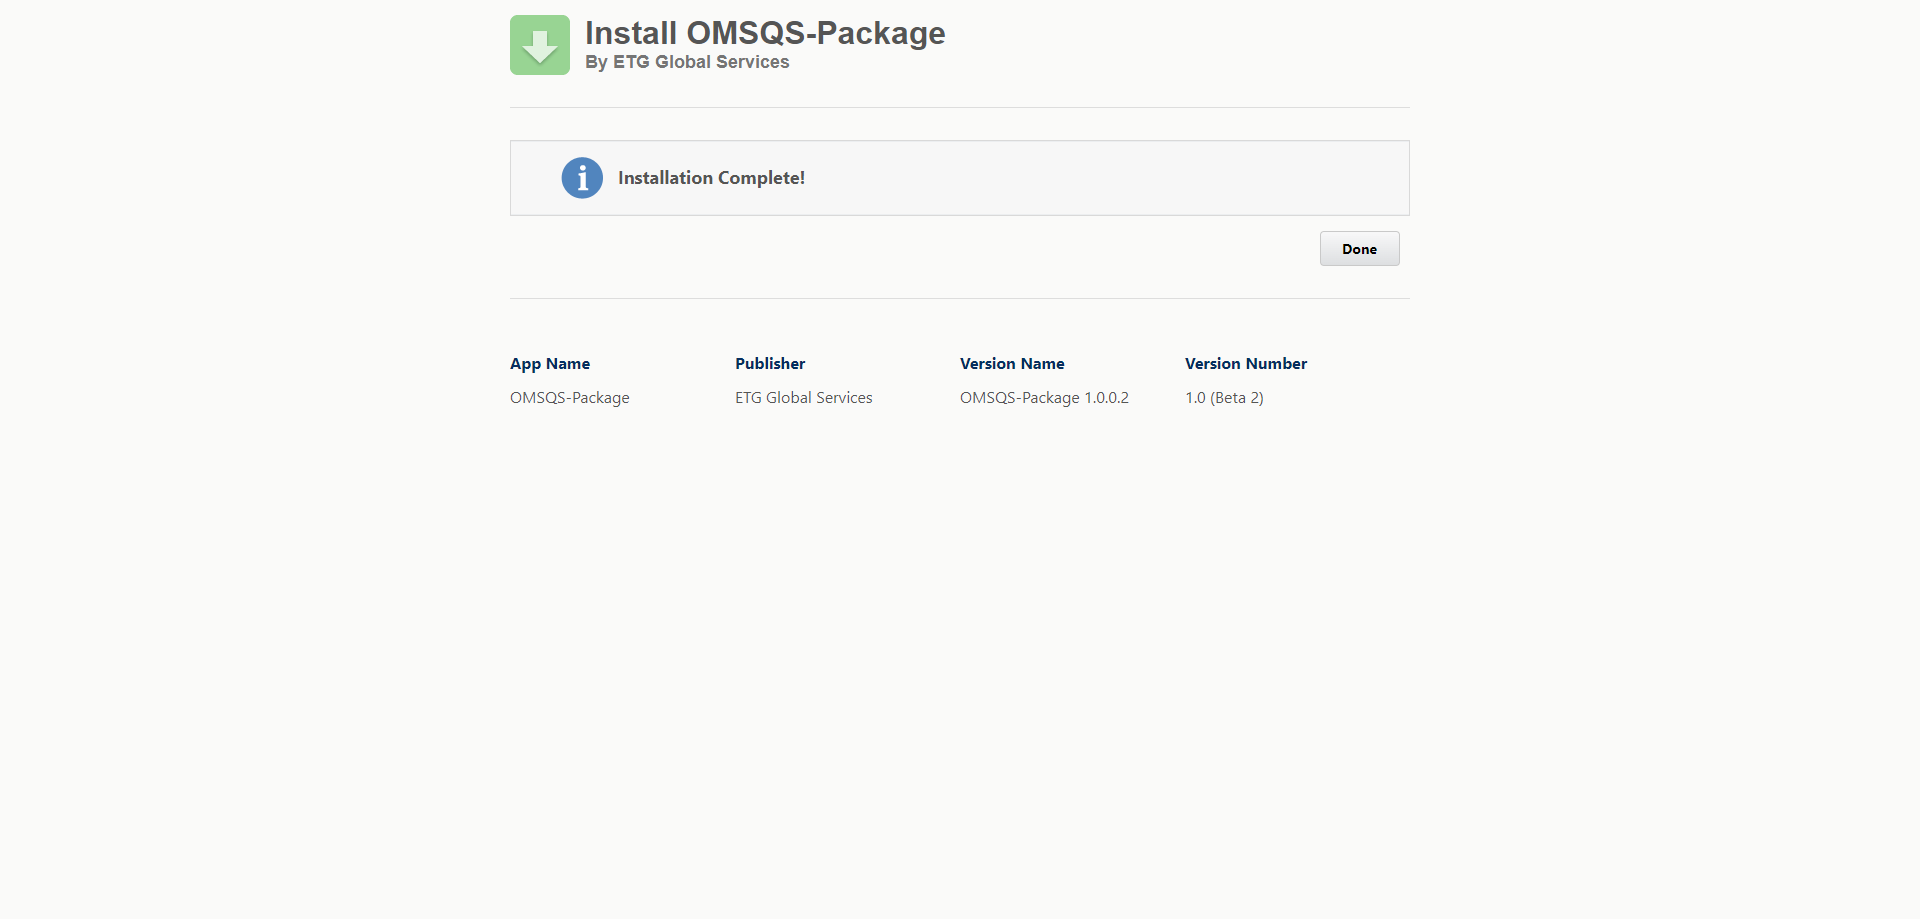 Install OMSQS-Package
By ETG Global Services
Installation Complete!
Done
App Name Publisher Version Name Version Number
OMSQS-Package ETG Global Services OMSQS-Package 1.0.0.2 1.0 (Beta 2)